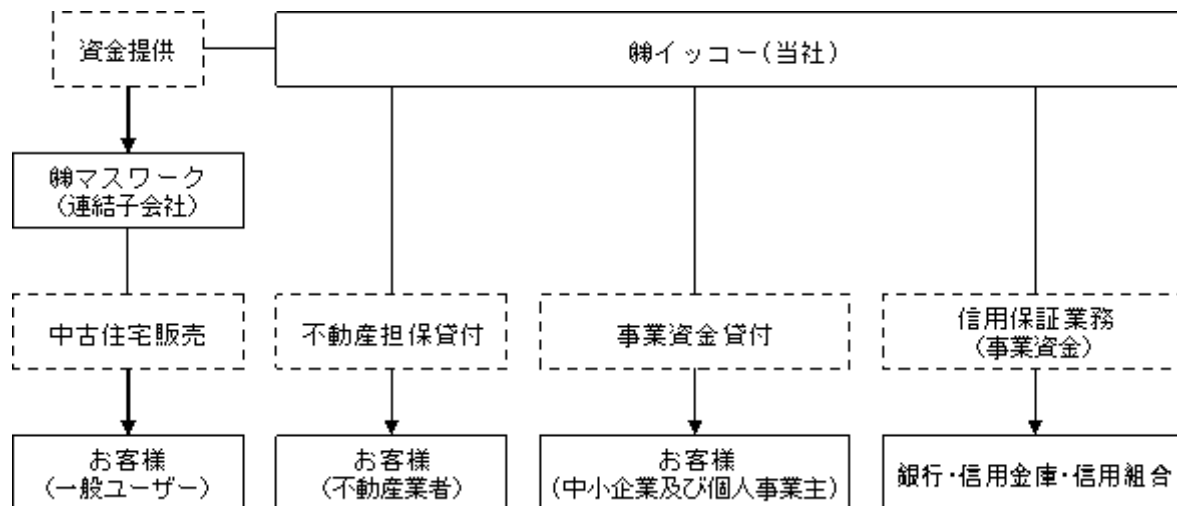 資金提供
㈱イッコー(当社)
㈱マスワーク
(連結子会社)
中古住宅販売
不動産担保貸付
事業資金貸付
信用保証業務
(事業資金)
お客様
(一般ユーザー)
お客様
(不動産業者)
お客様
(中小企業及び個人事業主)
銀行・信用金庫・信用組合